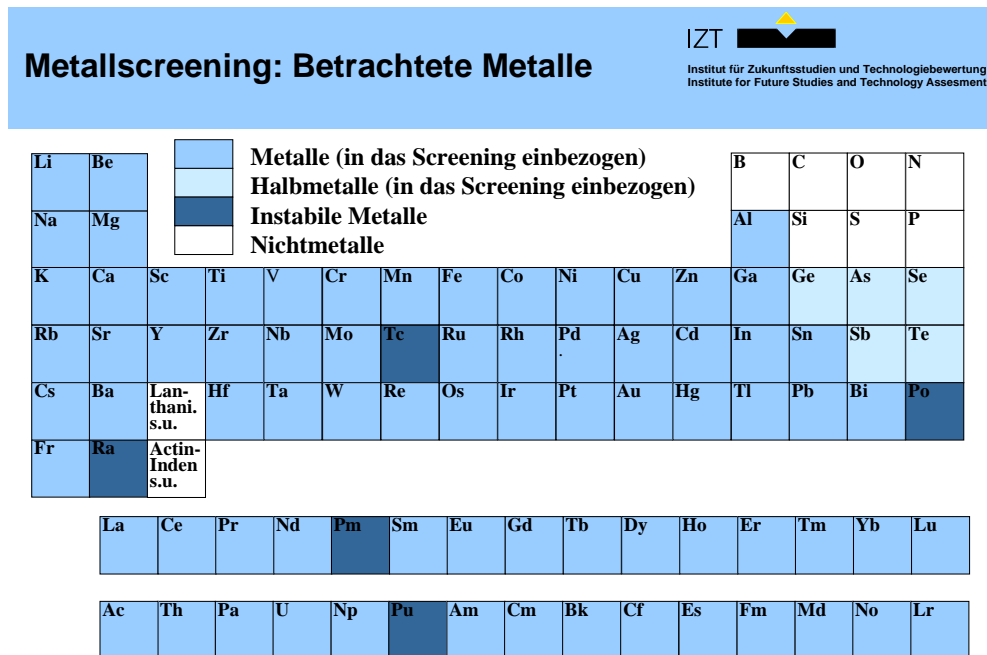 IZT
Metallscreening: Betrachtete Metalle
Institut für Zukunftsstudien und Technologiebewertung
Institute for Future Studies and Technology Assesment
Metalle (in das Screening einbezogen)
Halbmetalle (in das Screening einbezogen)
Instabile Metalle
Nichtmetalle
Li Be B C O N
Na Mg Al Si S P
K Ca Sc Ti V Cr Mn Fe Co Ni Cu Zn Ga Ge As Se
Rb Sr Y Zr Nb Mo Tc Ru Rh Pd Ag Cd In Sn Sb Te
Cs Ba Lan- Hf Ta W Re Os Ir Pt Au Hg Tl Pb Bi Po
thani.
s.u.
Fr Ra Actin-
Inden
s.u.
La Ce Pr Nd Pm Sm Eu Gd Tb Dy Ho Er Tm Yb Lu
Ac Th Pa U Np Pu Am Cm Bk Cf Es Fm Md No Lr